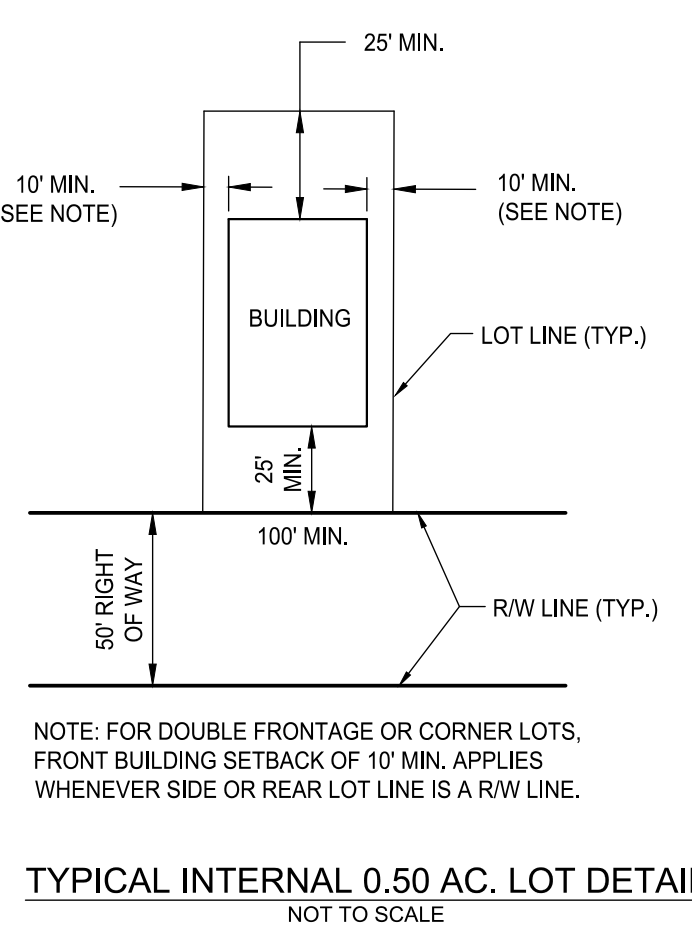 25' MIN.
10' MIN.
(SEE NOTE)
10' MIN.
(SEE NOTE)
BUILDING
LOT LINE (TYP.)
25'
MIN.
100' MIN.
50' RIGHT
OF WAY
R/W LINE (TYP.)
NOTE: FOR DOUBLE FRONTAGE OR CORNER LOTS,
FRONT BUILDING SETBACK OF 10' MIN. APPLIES
WHENEVER SIDE OR REAR LOT LINE IS A R/W LINE.
TYPICAL INTERNAL 0.50 AC. LOT DETAIL
NOT TO SCALE